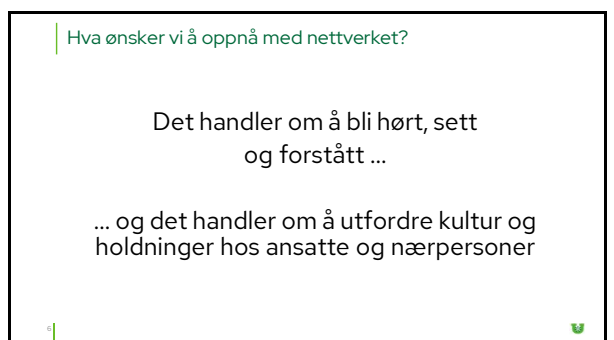 Hva ønsker vi å oppnå med nettverket?
Det handler om å bli hørt, sett
og forstått ...
... og det handler om å utfordre kultur og
holdninger hos ansatte og nærpersoner
6